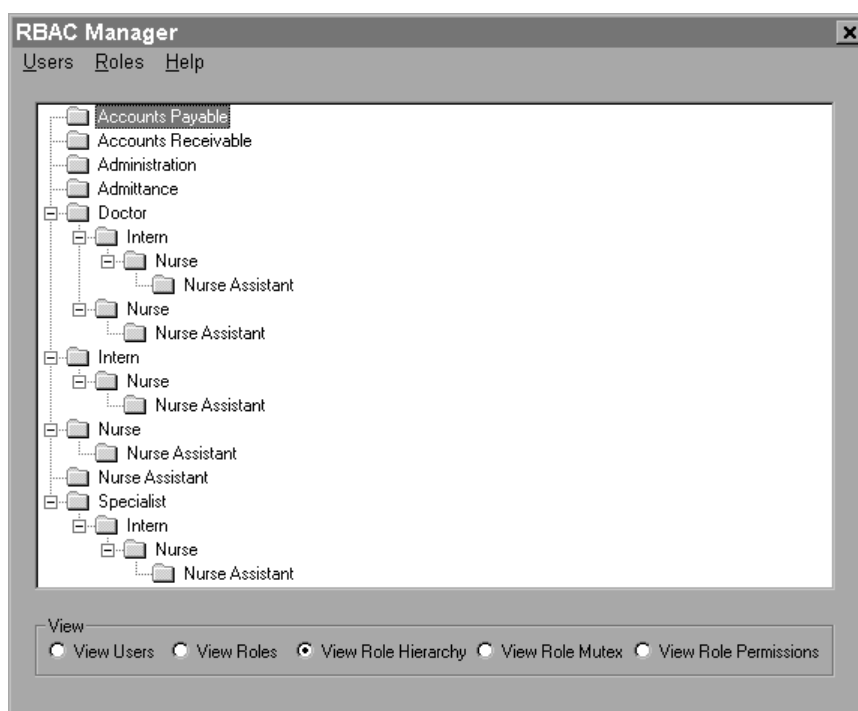 RBAC Manager
Users Roles Help
Accounts Payable
Accounts Receivable
Administration
Admittance
Doctor
Intern
Nurse
Nurse Assistant
Nurse
Nurse Assistant
Intern
Nurse
Nurse Assistant
Nurse
Nurse Assistant
Nurse Assistant
Specialist
Intern
Nurse
Nurse Assistant
View
View Users View Roles View Role Hierarchy View Role Mutex View Role Permissions